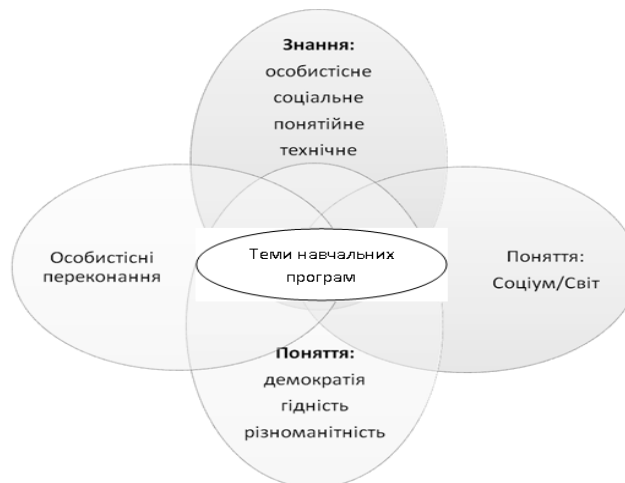 Знання:
особистісне
соціальне
понятійне
технічне
Особистісні
переконання
Теми навчальних
програм
Поняття:
Соціум/Світ
Поняття:
демократія
гідність
різноманітність